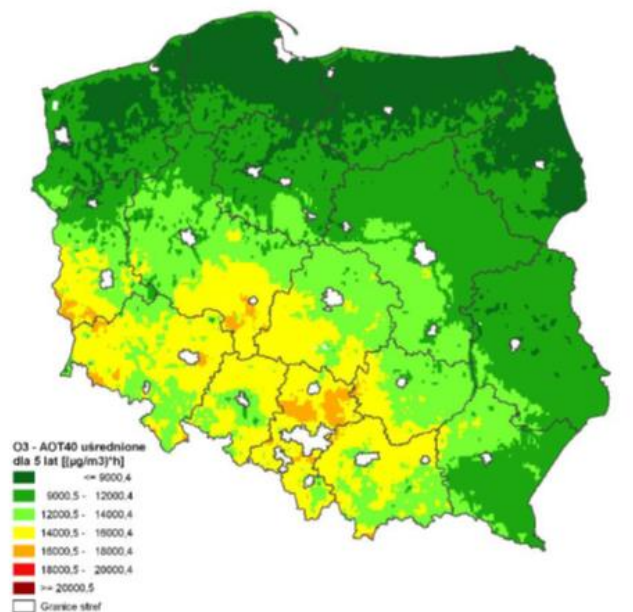 O3 - AOT40 uśrednione
dla 5 lat [(µg/m3)*h]
<= 9000,4
9000,5 - 12000,4
12000,5 - 14000,4
14000,5 - 16000,4
16000,5 - 18000,4
18000,5 - 20000,4
>= 20000,5
Granice stref